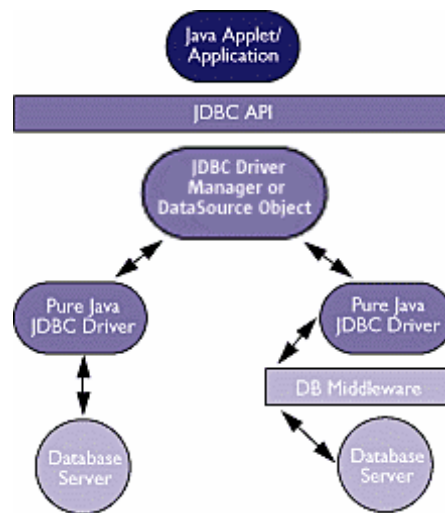 Java Applet/
Application
JDBC API
JDBC Driver
Manager or
DataSource Object
Pure Java
JDBC Driver
Pure Java
JDBC Driver
DB Middleware
Database
Server
Database
Server